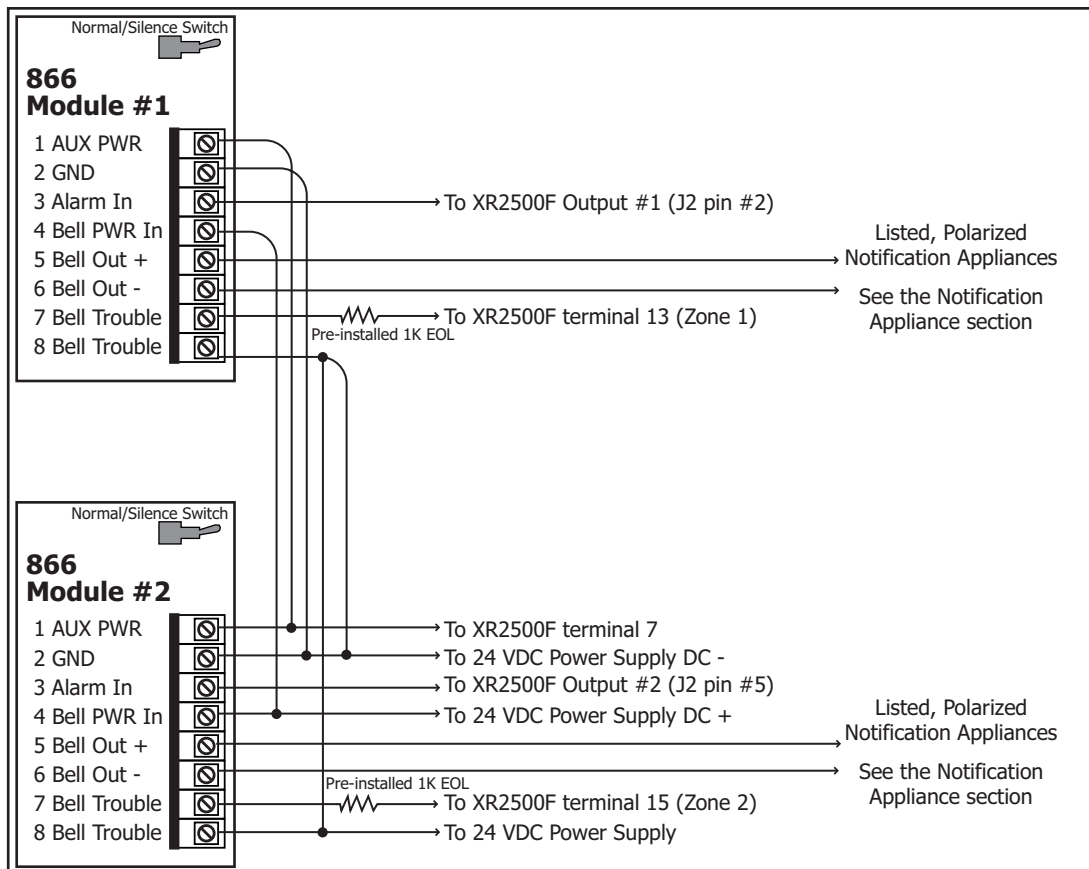 Normal/Silence Switch
866
Module #1
1 AUX PWR
2 GND
3 Alarm In
To XR2500F Output #1 (J2 pin #2)
4 Bell PWR In
5 Bell Out +
6 Bell Out -
Listed, Polarized
Notification Appliances
See the Notification
Appliance section
7 Bell Trouble
Pre-installed 1K EOL
To XR2500F terminal 13 (Zone 1)
8 Bell Trouble
Normal/Silence Switch
866
Module #2
1 AUX PWR
To XR2500F terminal 7
2 GND
To 24 VDC Power Supply DC -
3 Alarm In
To XR2500F Output #2 (J2 pin #5)
4 Bell PWR In
To 24 VDC Power Supply DC +
5 Bell Out +
6 Bell Out -
Listed, Polarized
Notification Appliances
See the Notification
Appliance section
7 Bell Trouble
Pre-installed 1K EOL
To XR2500F terminal 15 (Zone 2)
8 Bell Trouble
To 24 VDC Power Supply